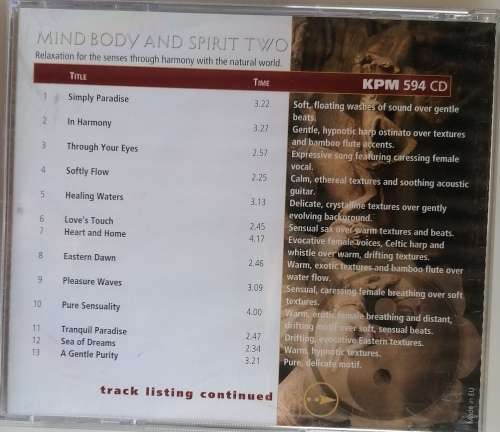 MIND BODY AND SPIRIT TWO
Relaxation for the senses through harmony with the natural world.
TITLE TIME KPM 594 CD
1 Simply Paradise 3.22 Soft, floating washes of sound over gentle
beats.
2 In Harmony 3.27 Gentle, hypnotic harp ostinato over textures
and bamboo flute accents.
3 Through Your Eyes 2.57 Expressive song featuring caressing female
vocal.
4 Softly Flow 2.25 Calm, ethereal textures and soothing acoustic
guitar.
5 Healing Waters 3.13 Delicate, crystalline textures over gently
evolving background.
6 Love's Touch 2.45 Sensual sax over warm textures and beats.
7 Heart and Home 4.17 Evocative female voices, Celtic harp and
whistle over warm, drifting textures.
8 Eastern Dawn 2.46 Warm, exotic textures and bamboo flute over
water flow.
9 Pleasure Waves 3.09 Sensual, caressing female breathing over soft
textures.
10 Pure Sensuality 4.00 Warm, erotic female breathing and distant,
drifting motif over soft, sensual beats.
11 Tranquil Paradise 2.47 Drifting, evocative Eastern textures.
12 Sea of Dreams 2.34 Warm, hypnotic textures.
13 A Gentle Purity 3.21 Pure, delicate motif.
track listing continued
Made in EU